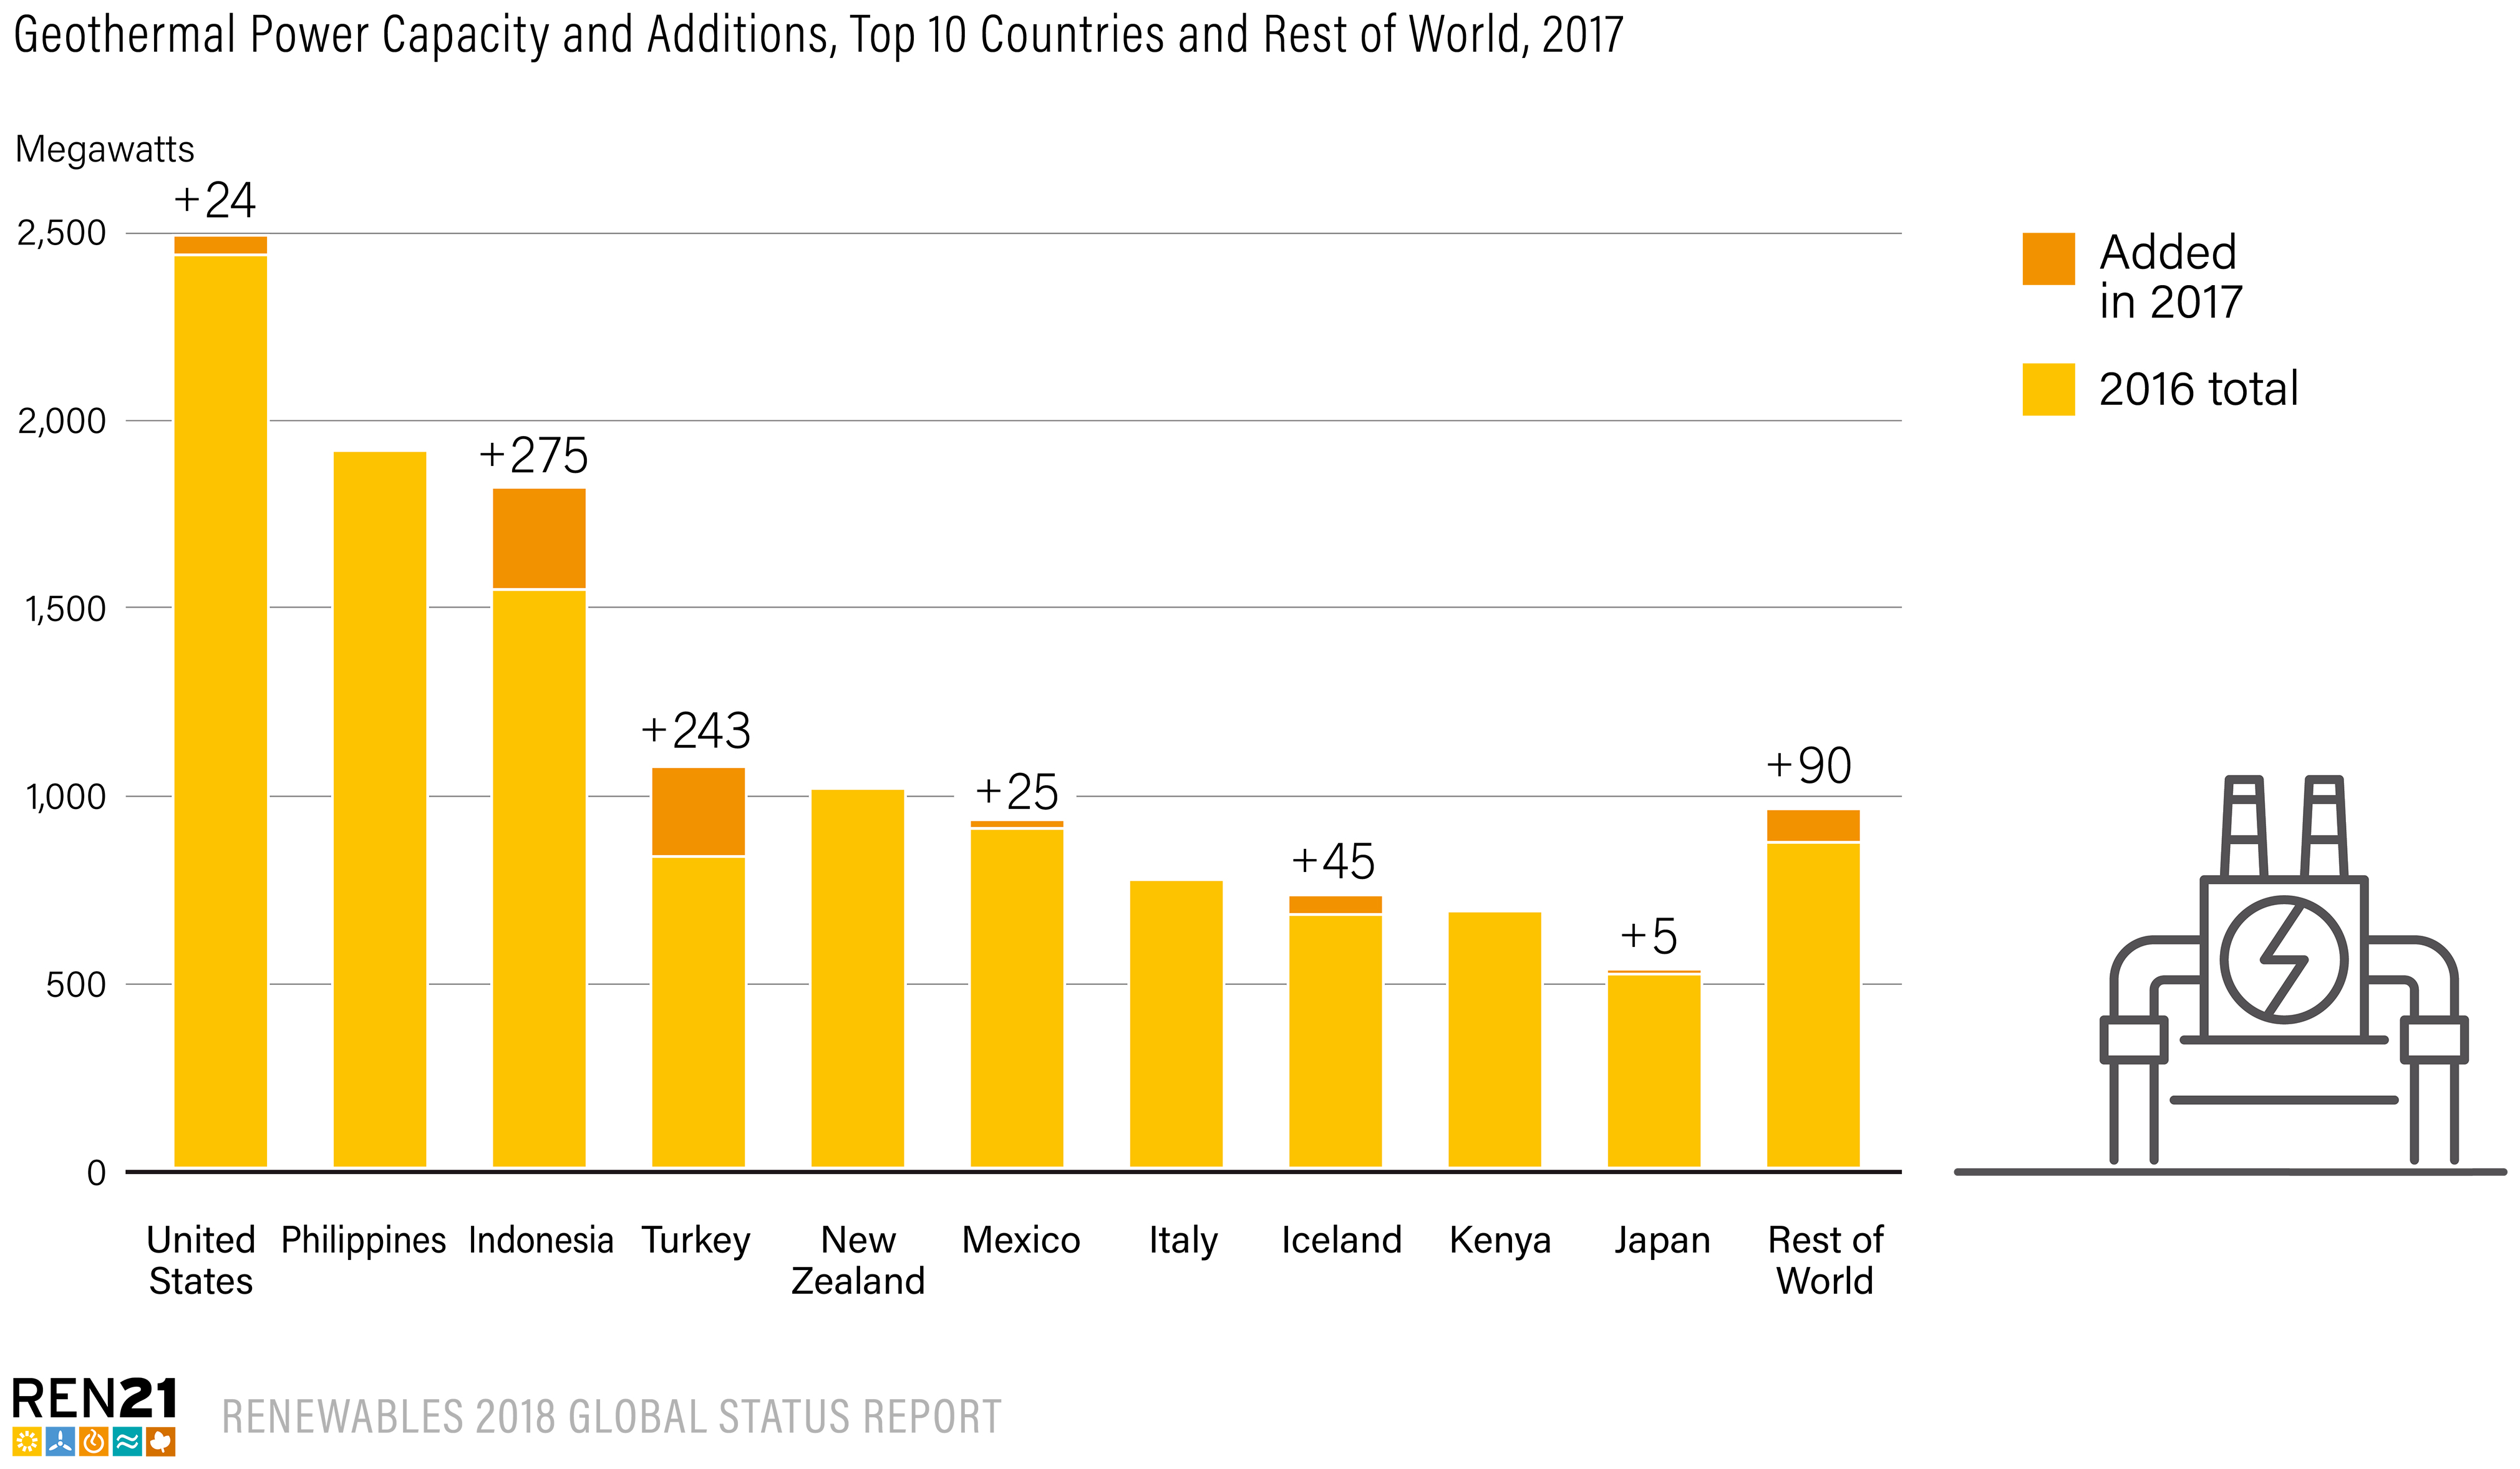 Geothermal Power Capacity and Additions, Top 10 Countries and Rest of World, 2017
Megawatts
2,500
2,000
1,500
1,000
500
0
+24
+275
+243
+25
+45
+5
+90
Added
in 2017
2016 total
United
States
Philippines
Indonesia
Turkey
New
Zealand
Mexico
Italy
Iceland
Kenya
Japan
Rest of
World
REN21
RENEWABLES 2018 GLOBAL STATUS REPORT